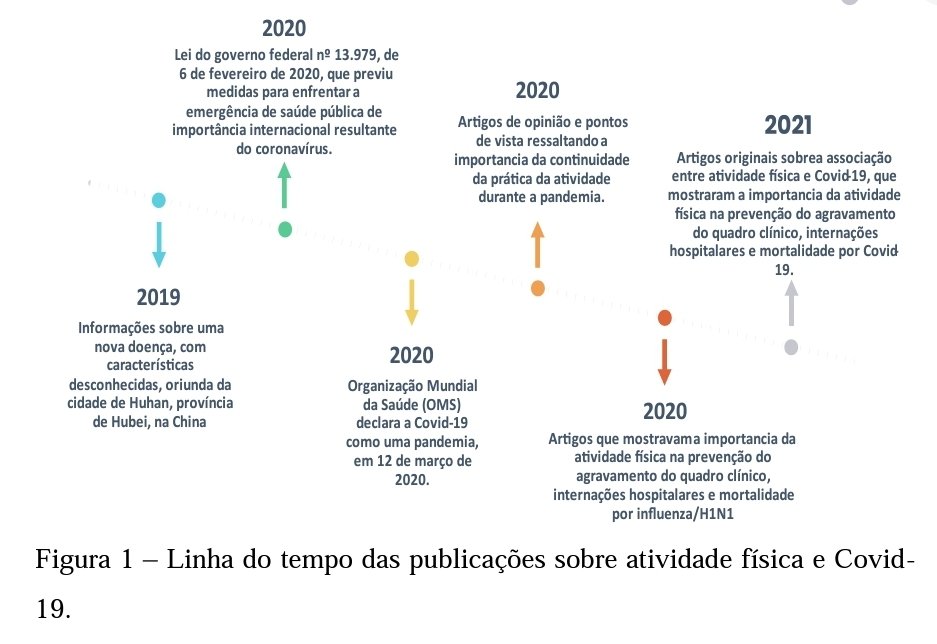 2019
Informações sobre uma
nova doença, com
características
desconhecidas, oriunda da
cidade de Huhan, província
de Hubei, na China
2020
Lei do governo federal nº 13.979, de
6 de fevereiro de 2020, que previu
medidas para enfrentar a
emergência de saúde pública de
importância internacional resultante
do coronavírus.
2020
Organização Mundial
da Saúde (OMS)
declara a Covid-19
como uma pandemia,
em 12 de março de
2020.
2020
Artigos de opinião e pontos
de vista ressaltando a
importancia da continuidade
da prática da atividade
durante a pandemia.
2020
Artigos que mostravama importancia da
atividade física na prevenção do
agravamento do quadro clínico,
internações hospitalares e mortalidade
por influenza/H1N1
2021
Artigos originais sobrea associação
entre atividade física e Covid-19, que
mostraram a importancia da atividade
física na prevenção do agravamento
do quadro clínico, internações
hospitalares e mortalidade por Covid-
19.
Figura 1 – Linha do tempo das publicações sobre atividade física e Covid-
19.